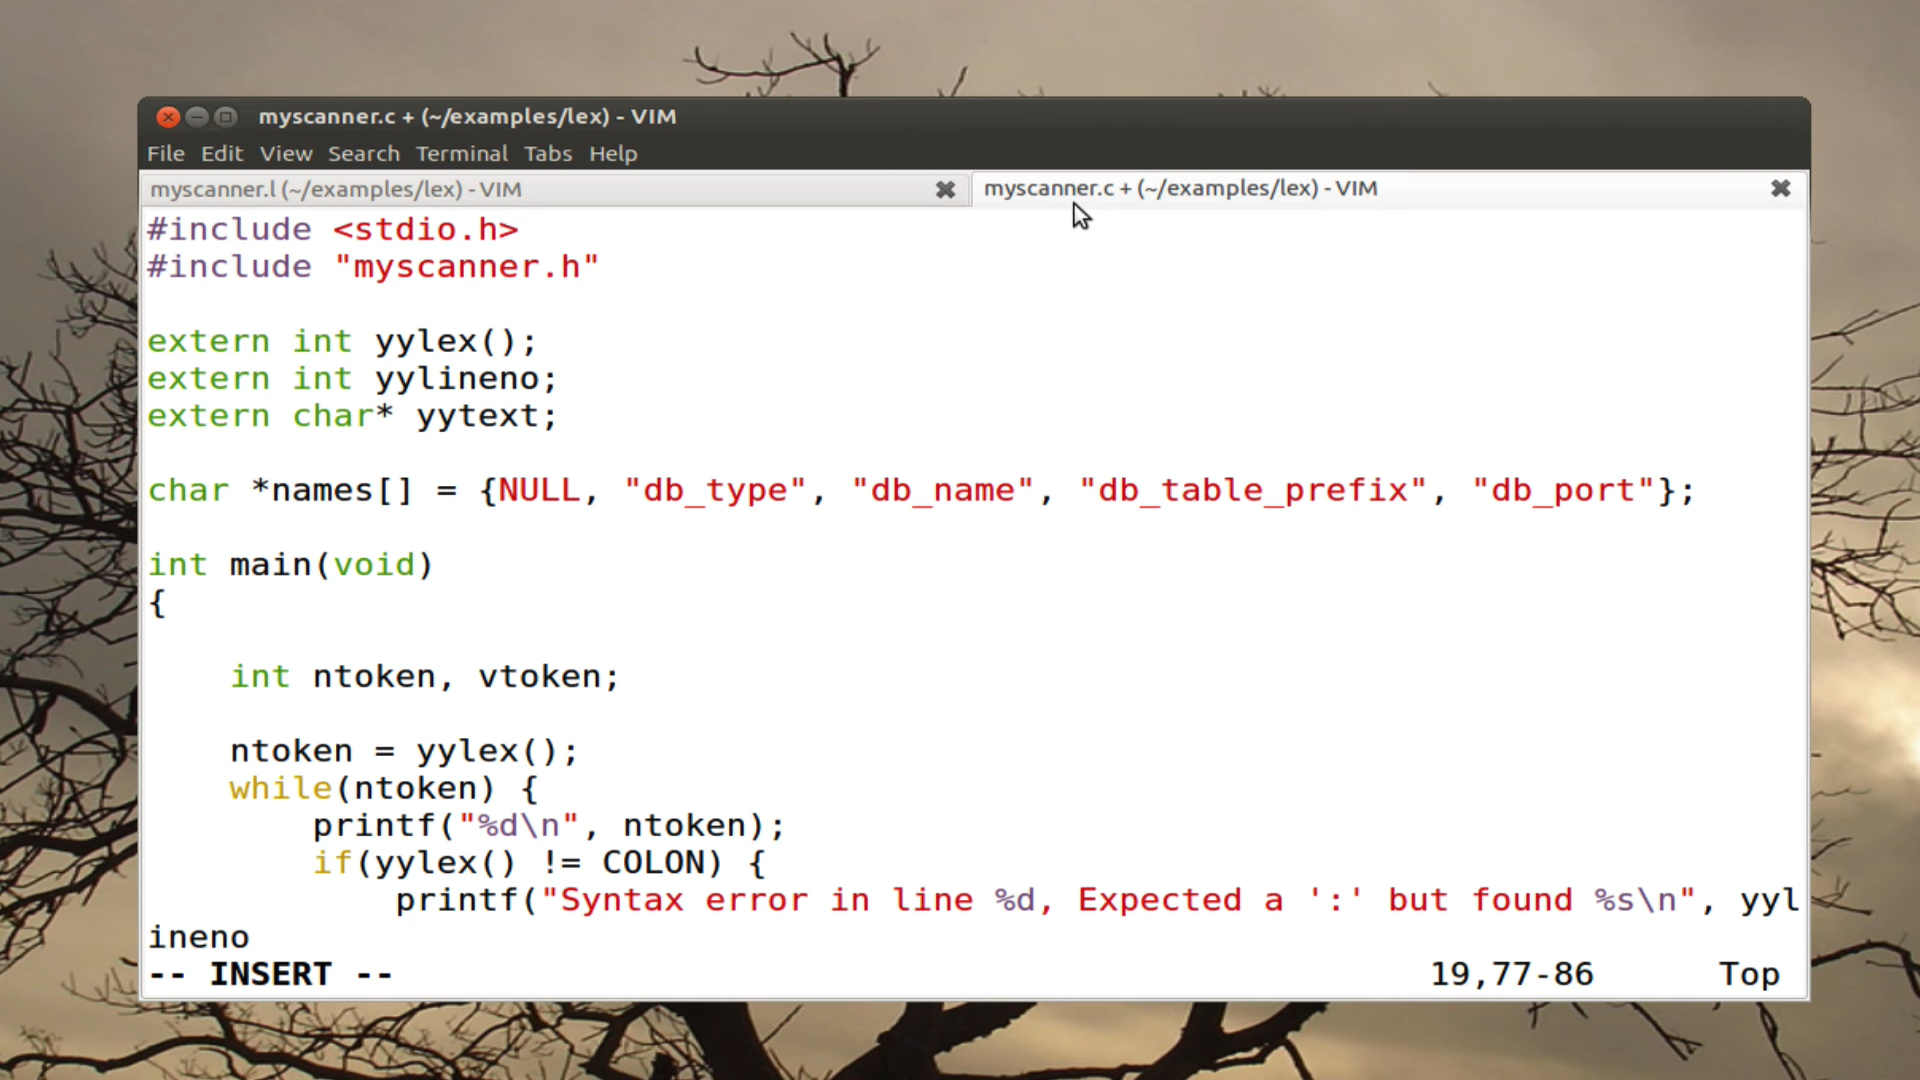 myscanner.c + (~/examples/lex) - VIM
File Edit View Search Terminal Tabs Help
myscanner.l (~/examples/lex) - VIM
myscanner.c + (~/examples/lex) - VIM
#include <stdio.h>
#include "myscanner.h"
extern int yylex();
extern int yylineno;
extern char* yytext;
char *names[] = {NULL, "db_type", "db_name", "db_table_prefix", "db_port"};
int main(void)
{
int ntoken, vtoken;
ntoken = yylex();
while(ntoken) {
printf("%d\n", ntoken);
if(yylex() != COLON) {
printf("Syntax error in line %d, Expected a ':' but found %s\n", yyl
ineno
-- INSERT -- 19,77-86 Top